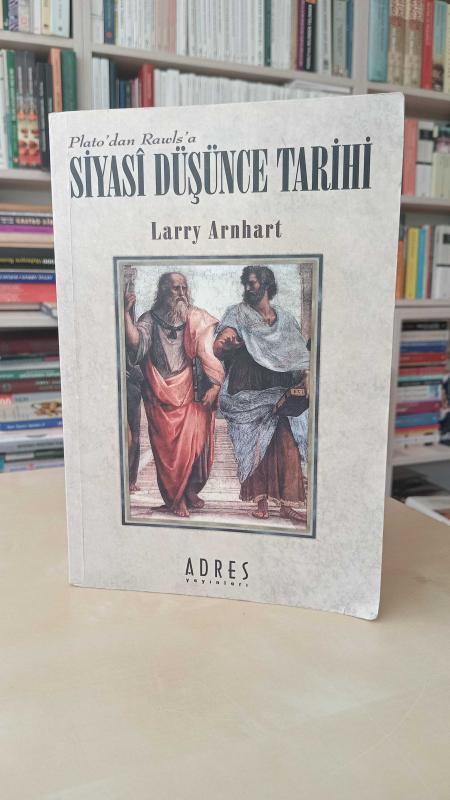 Plato'dan Rawls'a
SİYASÎ DÜŞÜNCE TARİHİ
Larry Arnhart
ADRES
yayınları